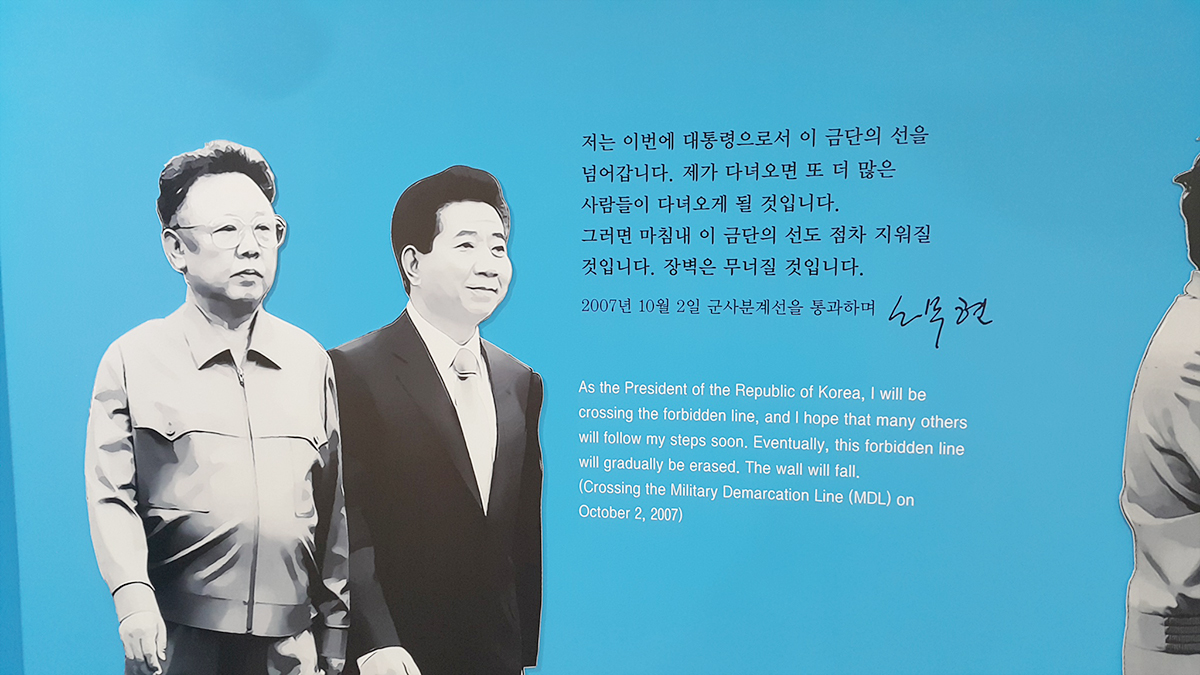 저는 이번에 대통령으로서 이 금단의 선을
넘어갑니다. 제가 다녀오면 또 더 많은
사람들이 다녀오게 될 것입니다.
그러면 마침내 이 금단의 선도 점차 지워질
것입니다. 장벽은 무너질 것입니다.
2007년 10월 2일 군사분계선을 통과하며 노무현
As the President of the Republic of Korea, I will be
crossing the forbidden line, and I hope that many others
will follow my steps soon. Eventually, this forbidden line
will gradually be erased. The wall will fall.
(Crossing the Military Demarcation Line (MDL) on
October 2, 2007)